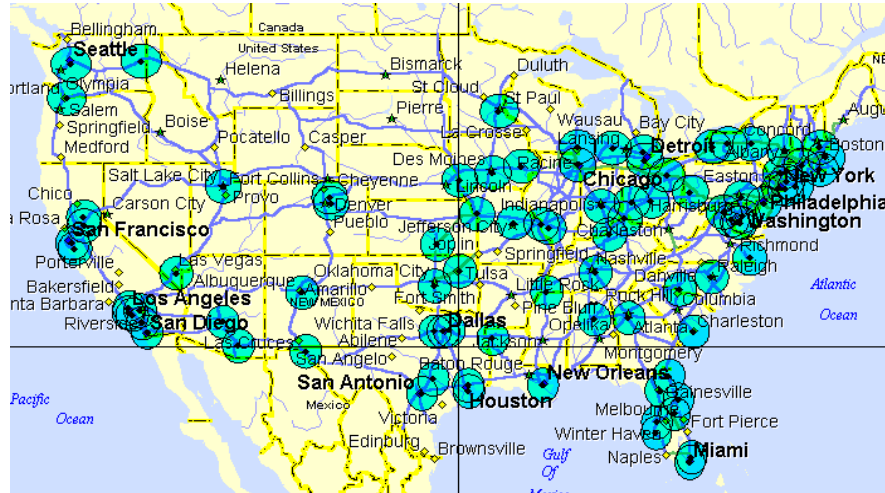 Bellingham
Canada
Seattle
United States
Helena
Bismarck
Duluth
NE
ortland
Olympia
Billings
St Cloud
St Paul
Salem
Pierre
Wausau
Bay City
Augu
Springfield
Boise
La Crosse
Lansing
Concord
Medford
Pocatello
Casper
Detroit
Albany
Boston
Des Moines
Racine
Salt Lake City
Fort Collins
Cheyenne
Lincoln
Chicago
Easton
New York
Chico
Provo
Harrisburg
Philadelphia
a Rosa
Carson City
Denver
Indianapolis
San Francisco
Pueblo
Jefferson City
Washington
Joplin
Charleston
Porterville
Las Vegas
Springfield
Richmond
Bakersfield
Albuquerque
Oklahoma City
Tulsa
Nashville
Danville
Raleigh
Atlantic
Ocean
nta Barbara
Los Angeles
NEW MEXICO
Amarillo
Fort Smith
Little Rock
Rock Hill
Columbia
Riverside
San Diego
Wichita Falls
Dallas
Pine Bluff
Opelika
Atlanta
Charleston
Las Cruces
Abilene
Jackson
San Angelo
Baton Rouge
Montgomery
San Antonio
New Orleans
Gainesville
Pacific
Ocean
Mexico
Victoria
Houston
Melbourne
Fort Pierce
Edinburg
Brownsville
Winter Haven
Gulf
Of
Naples
Miami